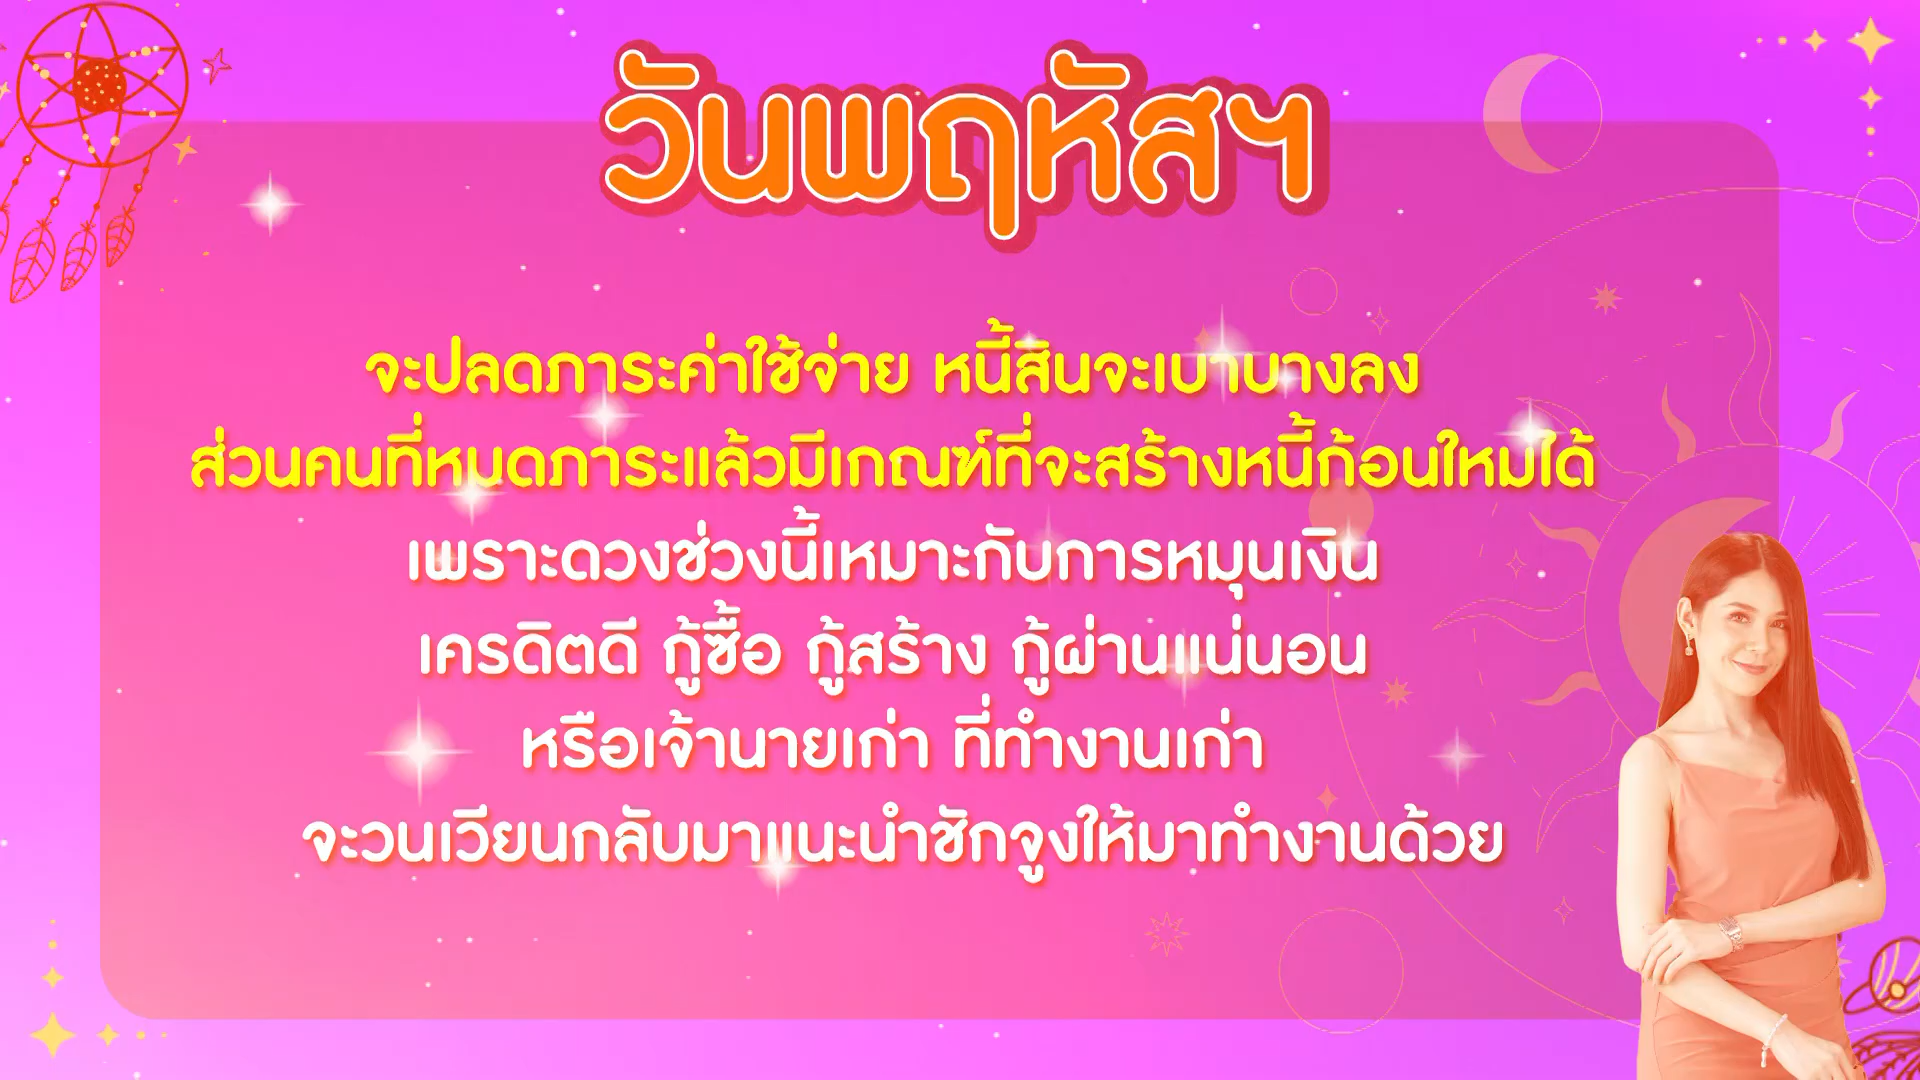 วันพฤหัสฯ
จะปลดภาระค่าใช้จ่าย หนี้สินจะเบาบางลง
ส่วนคนที่หมดภาระแล้วมีเกณฑ์ที่จะสร้างหนี้ก้อนใหม่ได้
เพราะดวงช่วงนี้เหมาะกับการหมุนเงิน
เครดิตดี กู้ซื้อ กู้สร้าง กู้ผ่านแน่นอน
หรือเจ้านายเก่า ที่ทำงานเก่า
จะวนเวียนกลับมาแนะนำชักจูงให้มาทำงานด้วย